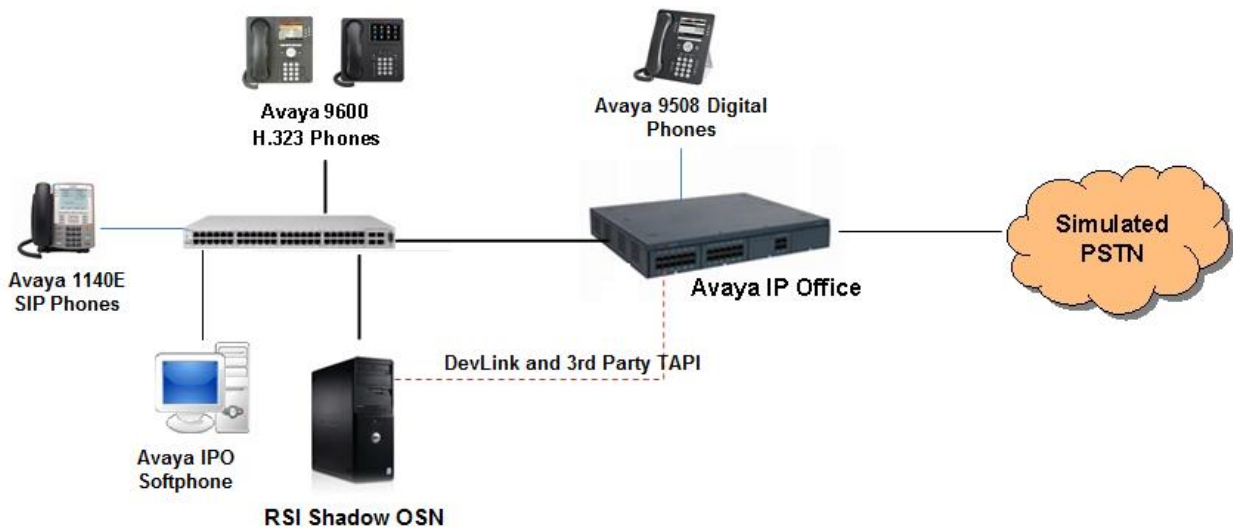 Avaya 9600
H.323 Phones
Avaya 9508 Digital
Phones
Simulated
PSTN
Avaya 1140E
SIP Phones
Avaya IP Office
DevLink and 3rd Party TAPI
Avaya IPO
Softphone
RSI Shadow OSN